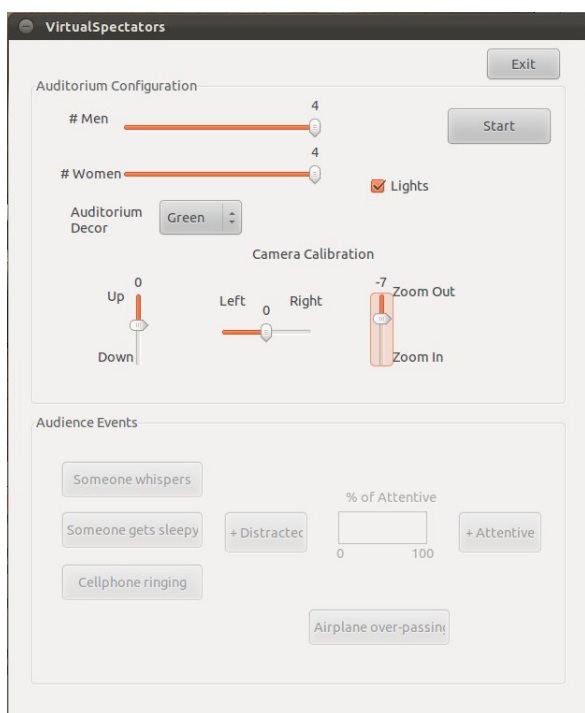 VirtualSpectators
Exit
Auditorium Configuration
4
# Men
Start
4
# Women
Lights
Auditorium
Decor
Green
Camera Calibration
0
Up
Down
Left
0
Right
-7
Zoom Out
Zoom In
Audience Events
Someone whispers
Someone gets sleepy
Cellphone ringing
+ Distracted
% of Attentive
0
100
+ Attentive
Airplane over-passin